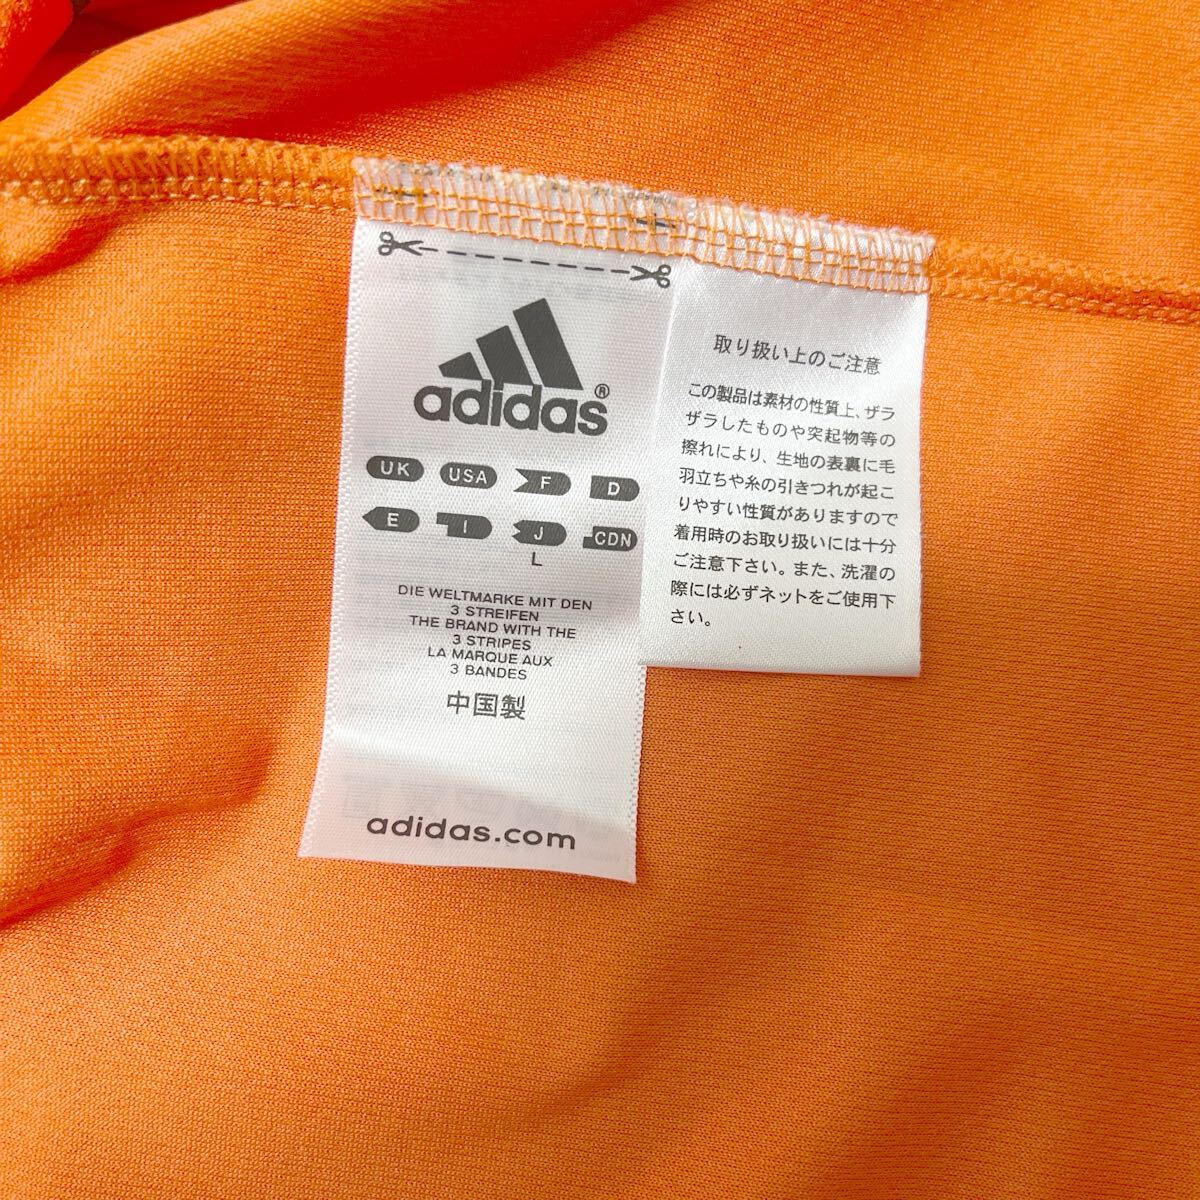 adidas®
UK USA F D
E I J CDN
L
DIE WELTMARKE MIT DEN
3 STREIFEN
THE BRAND WITH THE
3 STRIPES
LA MARQUE AUX
3 BANDES
中国製
adidas.com
取り扱い上のご注意
この製品は素材の性質上、ザラ
ザラしたものや突起物等の
擦れにより、生地の表裏に毛
羽立ちや糸の引きつれが起こ
りやすい性質がありますので
着用時のお取り扱いには十分
ご注意下さい。また、洗濯の
際には必ずネットをご使用下
さい。